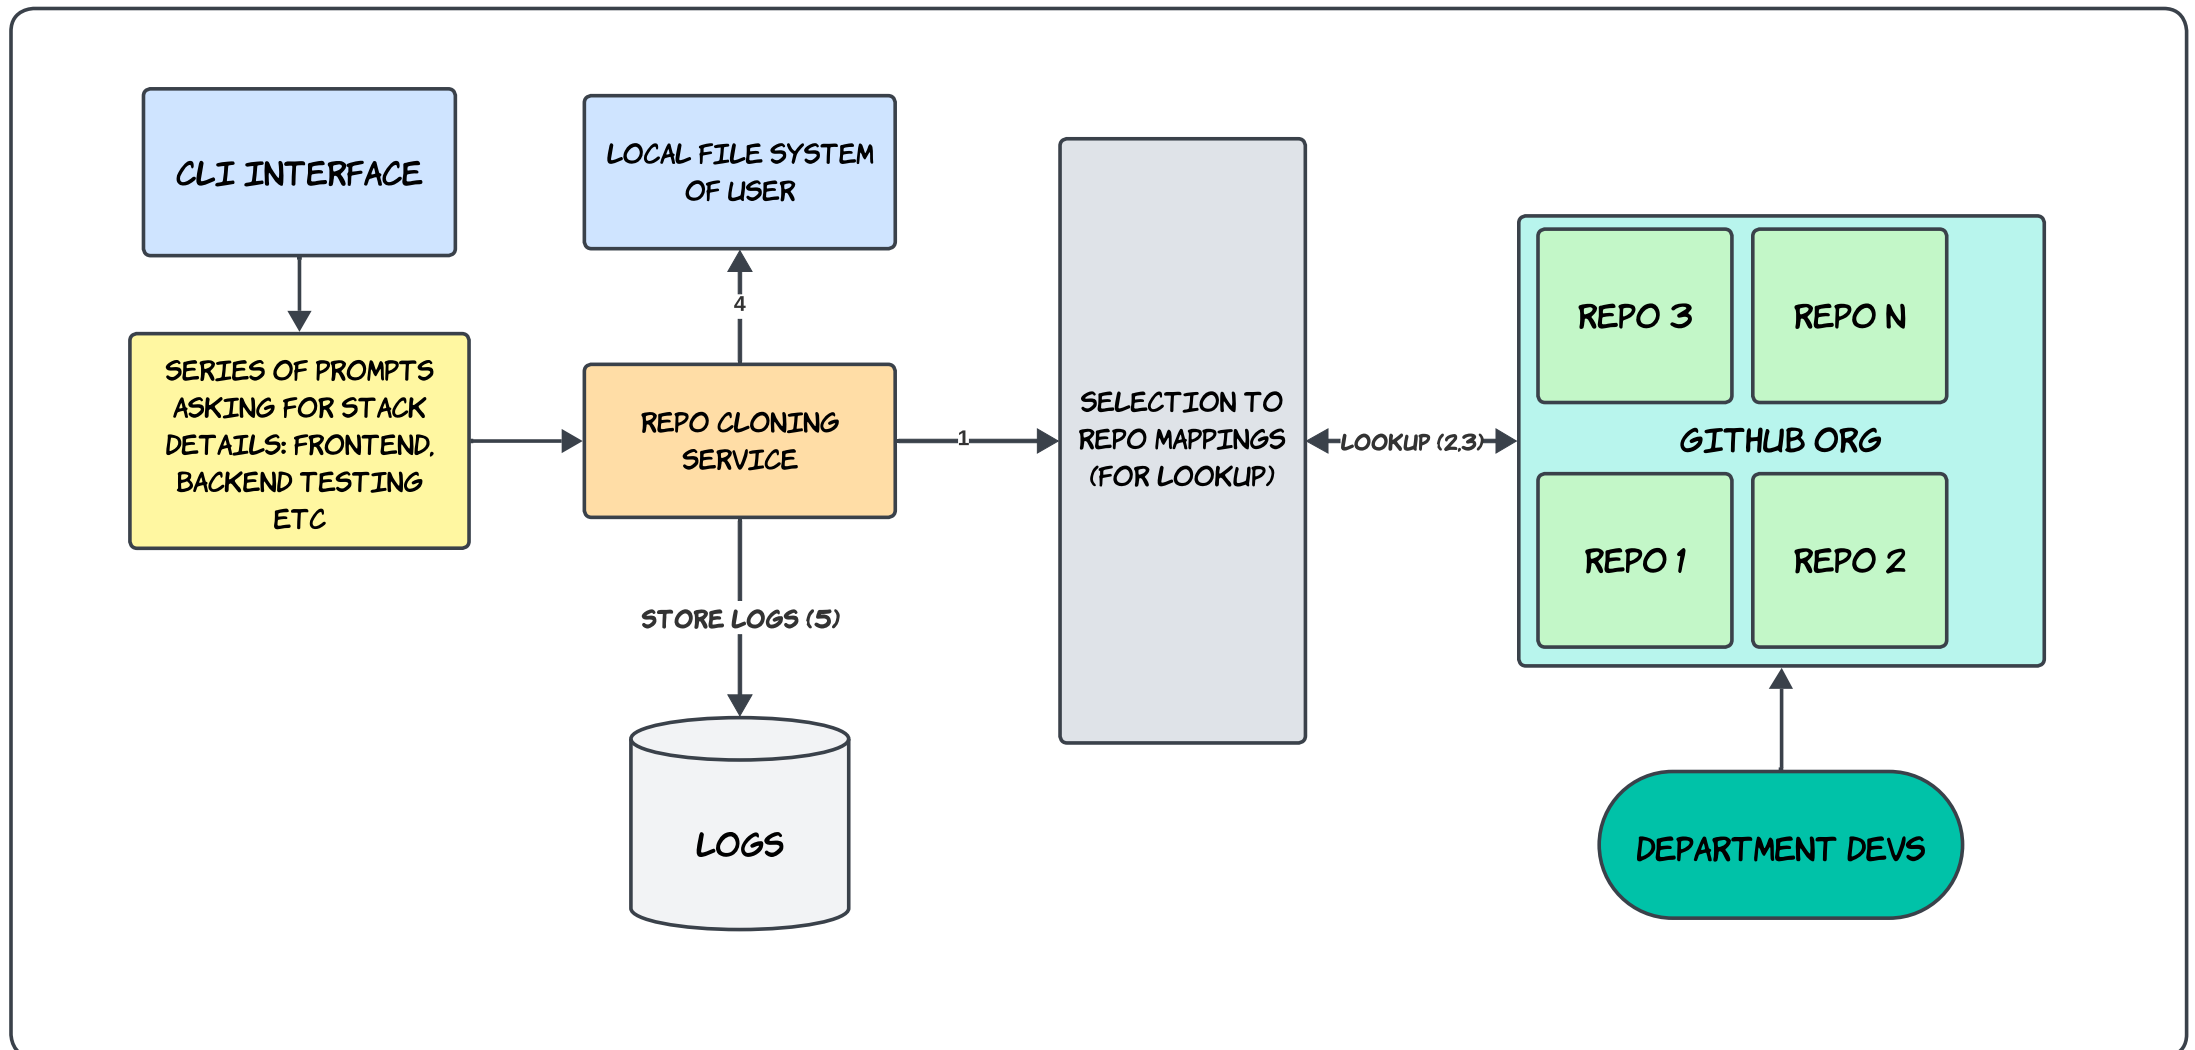 CLI INTERFACE
LOCAL FILE SYSTEM
OF USER
4
SERIES OF PROMPTS
ASKING FOR STACK
DETAILS: FRONTEND,
BACKEND TESTING
ETC
REPO CLONING
SERVICE
1
SELECTION TO
REPO MAPPINGS
(FOR LOOKUP)
LOOKUP (2,3)
REPO 3
REPO N
GITHUB ORG
REPO 1
REPO 2
STORE LOGS (5)
LOGS
DEPARTMENT DEVS